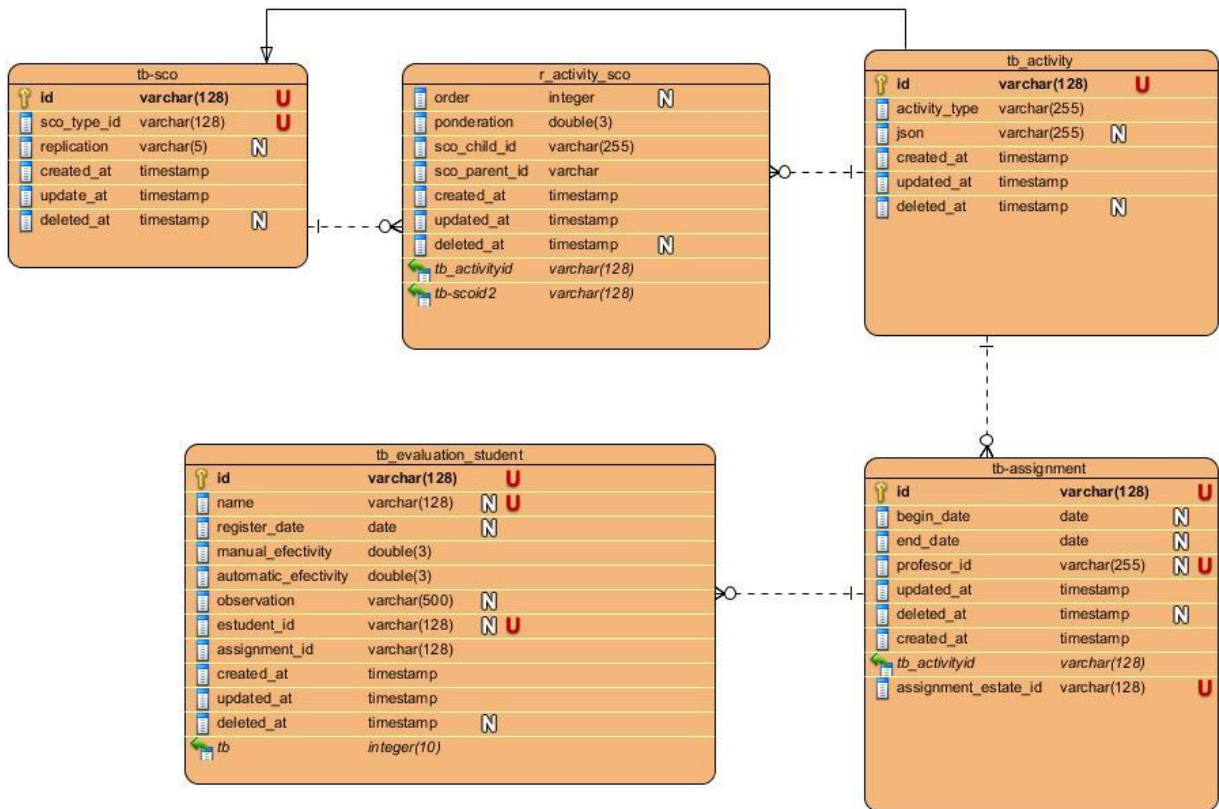 tb-sco
id varchar(128) U
sco_type_id varchar(128) U
replication varchar(5) N
created_at timestamp
update_at timestamp
deleted_at timestamp N
r_activity_sco
order integer N
ponderation double(3)
sco_child_id varchar(255)
sco_parent_id varchar
created_at timestamp
updated_at timestamp
deleted_at timestamp N
tb_activityid varchar(128)
tb-scoid2 varchar(128)
tb_activity
id varchar(128) U
activity_type varchar(255)
json varchar(255) N
created_at timestamp
updated_at timestamp
deleted_at timestamp N
tb_evaluation_student
id varchar(128) U
name varchar(128) N U
register_date date N
manual_efectivity double(3)
automatic_efectivity double(3)
observation varchar(500) N
estudent_id varchar(128) N U
assignment_id varchar(128)
created_at timestamp
updated_at timestamp
deleted_at timestamp N
tb integer(10)
tb-assignment
id varchar(128) U
begin_date date N
end_date date N
profesor_id varchar(255) N U
updated_at timestamp
deleted_at timestamp N
created_at timestamp
tb_activityid varchar(128)
assignment_estate_id varchar(128) U